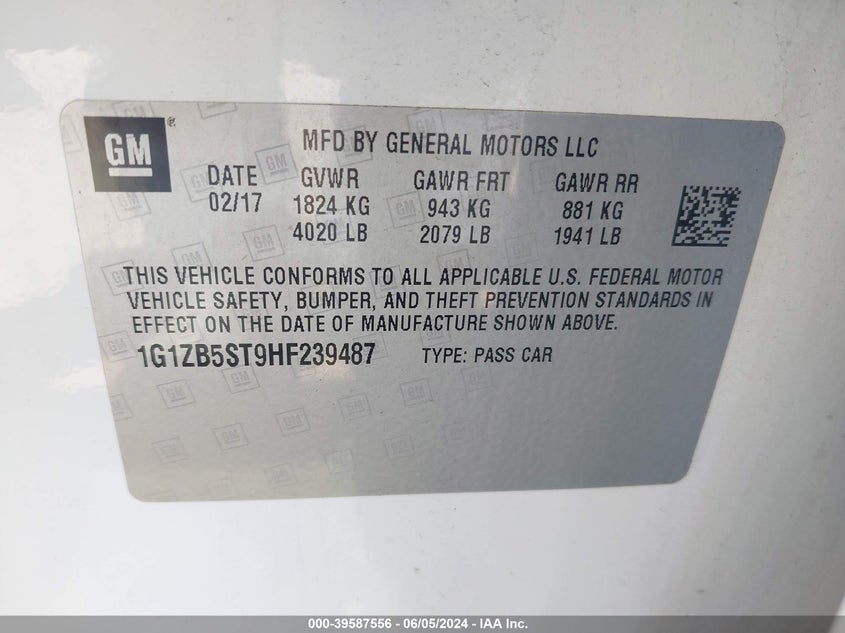 GM
MFD BY GENERAL MOTORS LLC
DATE GVWR GAWR FRT GAWR RR
02/17 1824 KG 943 KG 881 KG
4020 LB 2079 LB 1941 LB
THIS VEHICLE CONFORMS TO ALL APPLICABLE U.S. FEDERAL MOTOR
VEHICLE SAFETY, BUMPER, AND THEFT PREVENTION STANDARDS IN
EFFECT ON THE DATE OF MANUFACTURE SHOWN ABOVE.
1G1ZB5ST9HF239487 TYPE: PASS CAR
000-39587556 - 06/05/2024 - IAA Inc.